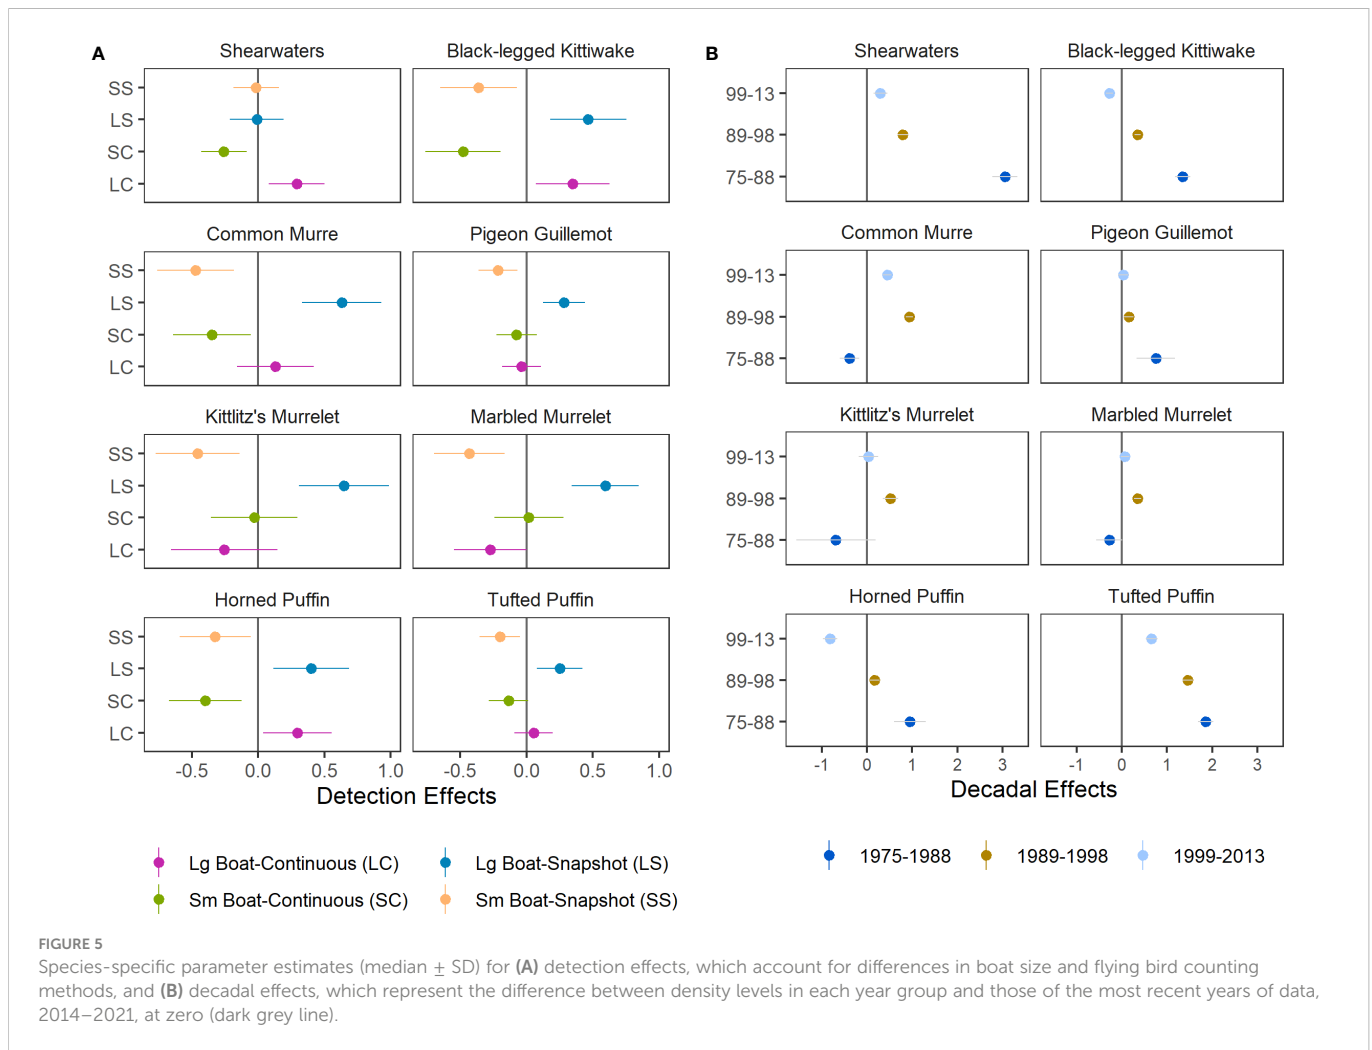 A
Shearwaters
Black-legged Kittiwake
SS
LS
SC
LC
Common Murre
Pigeon Guillemot
SS
LS
SC
LC
Kittlitz's Murrelet
Marbled Murrelet
SS
LS
SC
LC
Horned Puffin
Tufted Puffin
SS
LS
SC
LC
-0.5 0.0 0.5 1.0
-0.5 0.0 0.5 1.0
Detection Effects
Lg Boat-Continuous (LC)
Lg Boat-Snapshot (LS)
Sm Boat-Continuous (SC)
Sm Boat-Snapshot (SS)
B
Shearwaters
Black-legged Kittiwake
99-13
89-98
75-88
Common Murre
Pigeon Guillemot
99-13
89-98
75-88
Kittlitz's Murrelet
Marbled Murrelet
99-13
89-98
75-88
Horned Puffin
Tufted Puffin
99-13
89-98
75-88
-1 0 1 2 3
-1 0 1 2 3
Decadal Effects
1975-1988
1989-1998
1999-2013
FIGURE 5
Species-specific parameter estimates (median ± SD) for (A) detection effects, which account for differences in boat size and flying bird counting
methods, and (B) decadal effects, which represent the difference between density levels in each year group and those of the most recent years of data,
2014–2021, at zero (dark grey line).